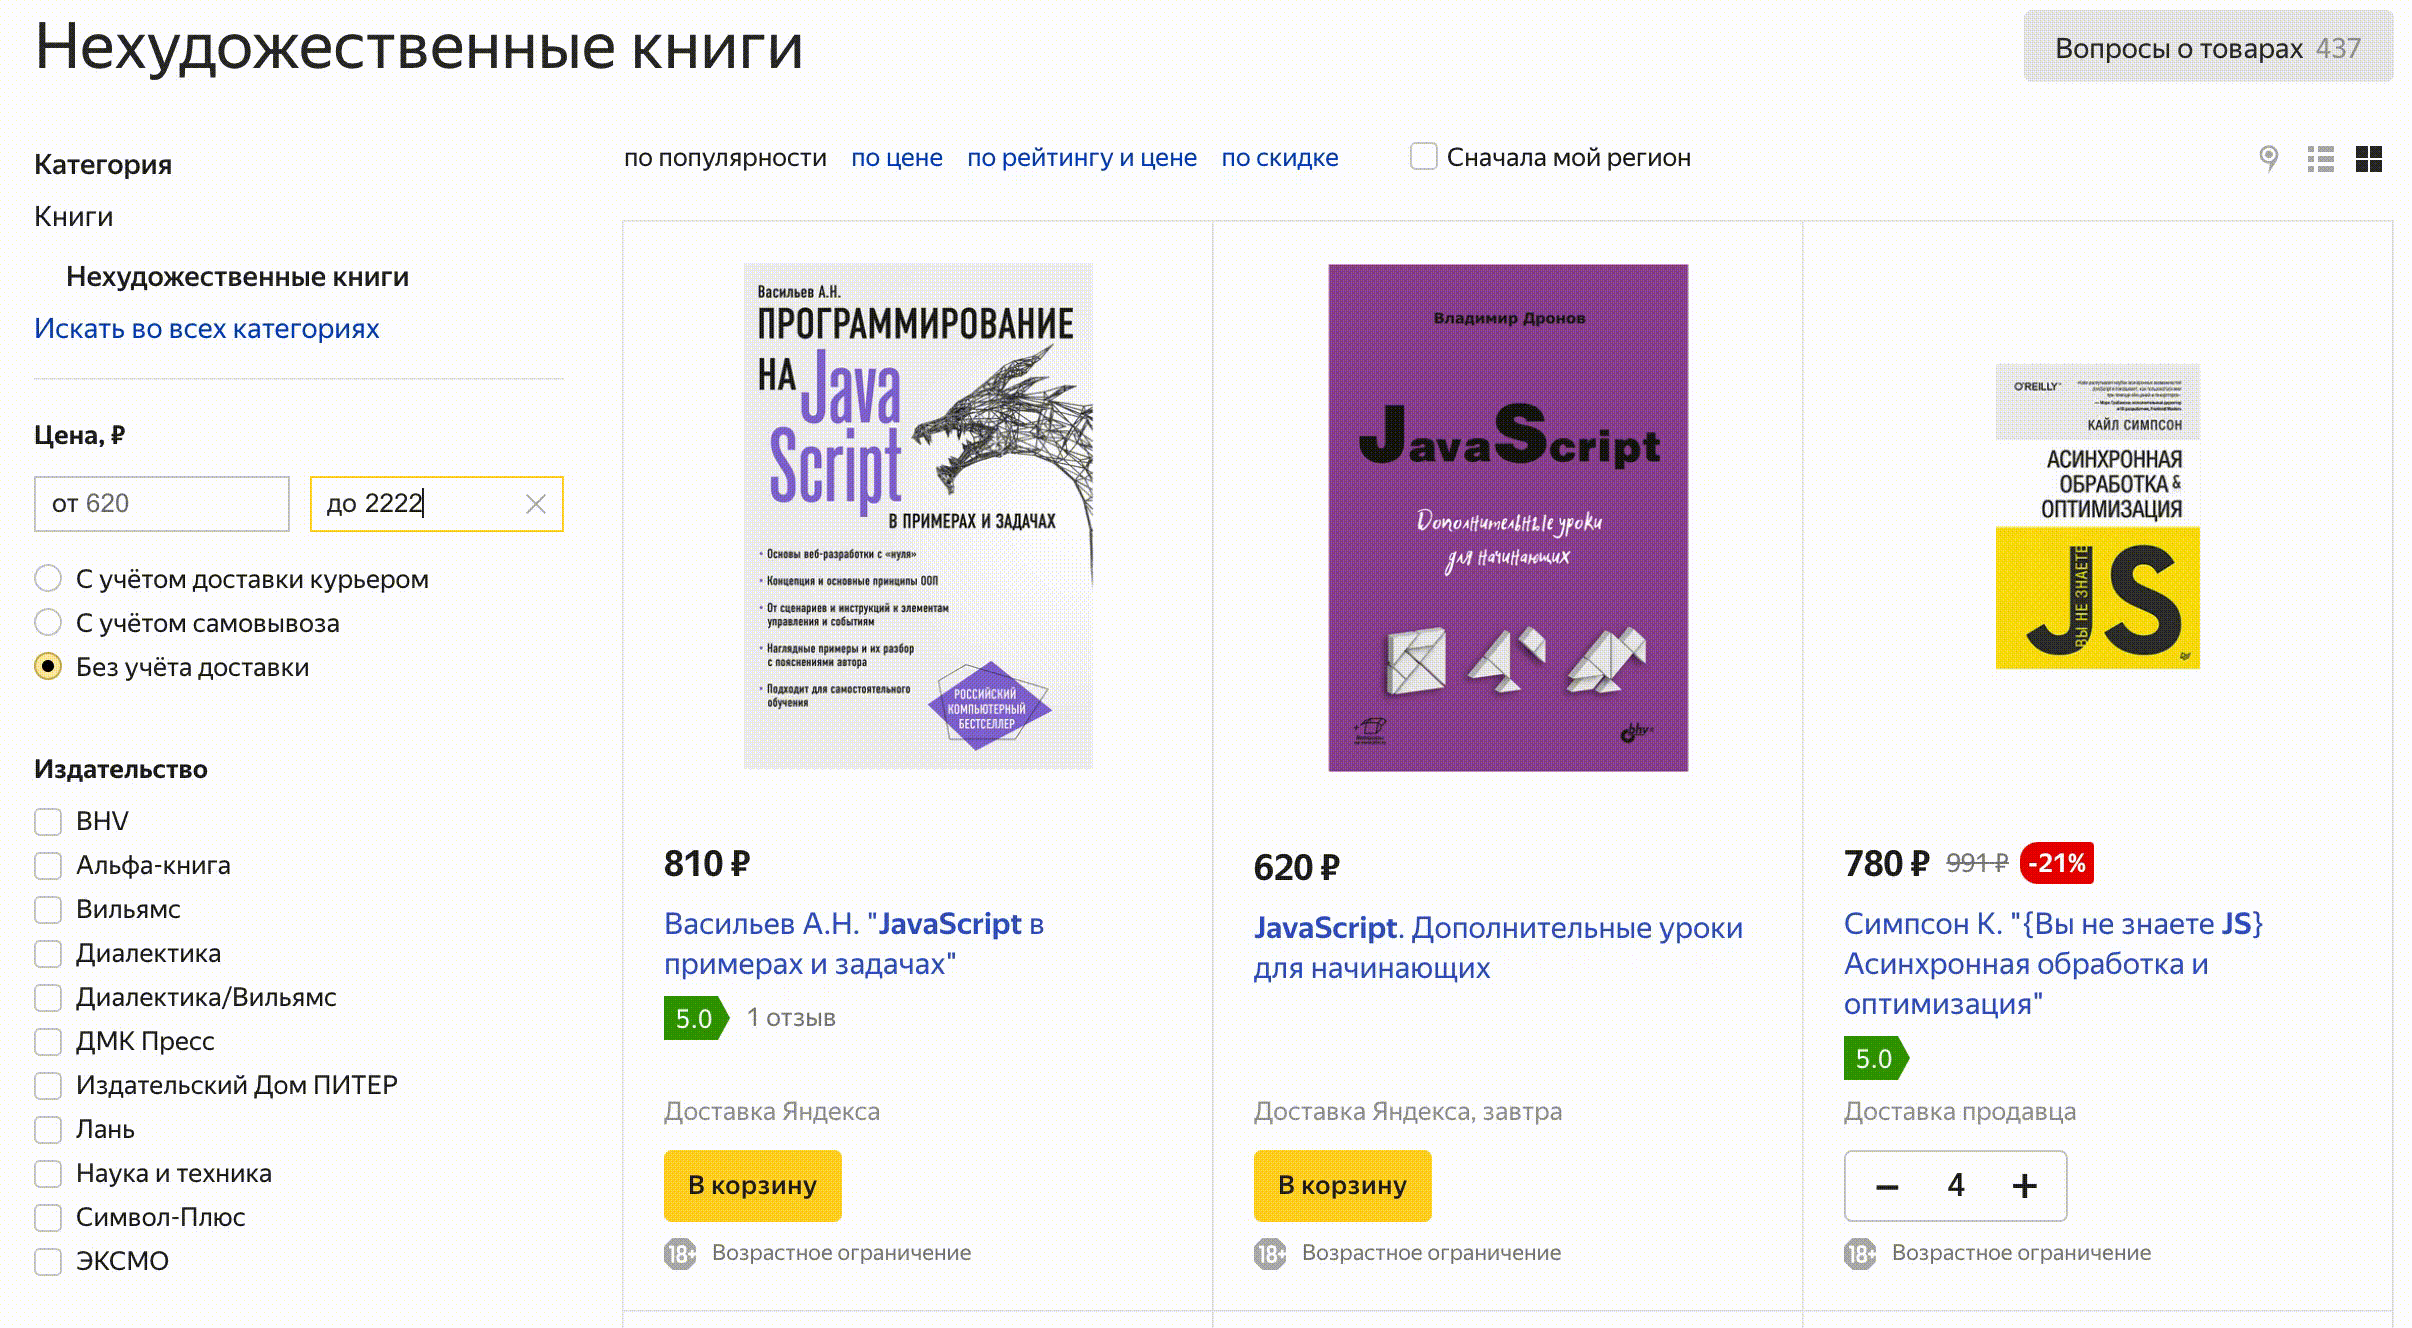 Нехудожественные книги
Вопросы о товарах 437
Категория
Книги
Нехудожественные книги
Искать во всех категориях
Цена, ₽
от 620
до 2222
С учётом доставки курьером
С учётом самовывоза
Без учёта доставки
Издательство
BHV
Альфа-книга
Вильямс
Диалектика
Диалектика/Вильямс
ДМК Пресс
Издательский Дом ПИТЕР
Лань
Наука и техника
Символ-Плюс
ЭКСМО
по популярности по цене по рейтингу и цене по скидке Сначала мой регион
Васильев А.Н.
ПРОГРАММИРОВАНИЕ
НА Java
Script
В ПРИМЕРАХ И ЗАДАЧАХ
• Основы веб-разработки с «нуля»
• Концепция и основные принципы ООП
• От сценариев и инструкций к элементам
управления и событиям
• Наглядные примеры и их разбор
с пояснениями автора
• Подходит для самостоятельного
обучения
РОССИЙСКИЙ
КОМПЬЮТЕРНЫЙ
БЕСТСЕЛЛЕР
810 ₽
Васильев А.Н. "JavaScript в
примерах и задачах"
5.0 1 отзыв
Доставка Яндекса
В корзину
18+ Возрастное ограничение
Владимир Дронов
JavaScript
Дополнительные уроки
для начинающих
bhv
620 ₽
JavaScript. Дополнительные уроки
для начинающих
Доставка Яндекса, завтра
В корзину
18+ Возрастное ограничение
O'REILLY
КАЙЛ СИМПСОН
АСИНХРОННАЯ
ОБРАБОТКА &
ОПТИМИЗАЦИЯ
ВЫ НЕ ЗНАЕТЕ
JS
780 ₽ 991 ₽ -21%
Симпсон К. "{Вы не знаете JS}
Асинхронная обработка и
оптимизация"
5.0
Доставка продавца
– 4 +
18+ Возрастное ограничение